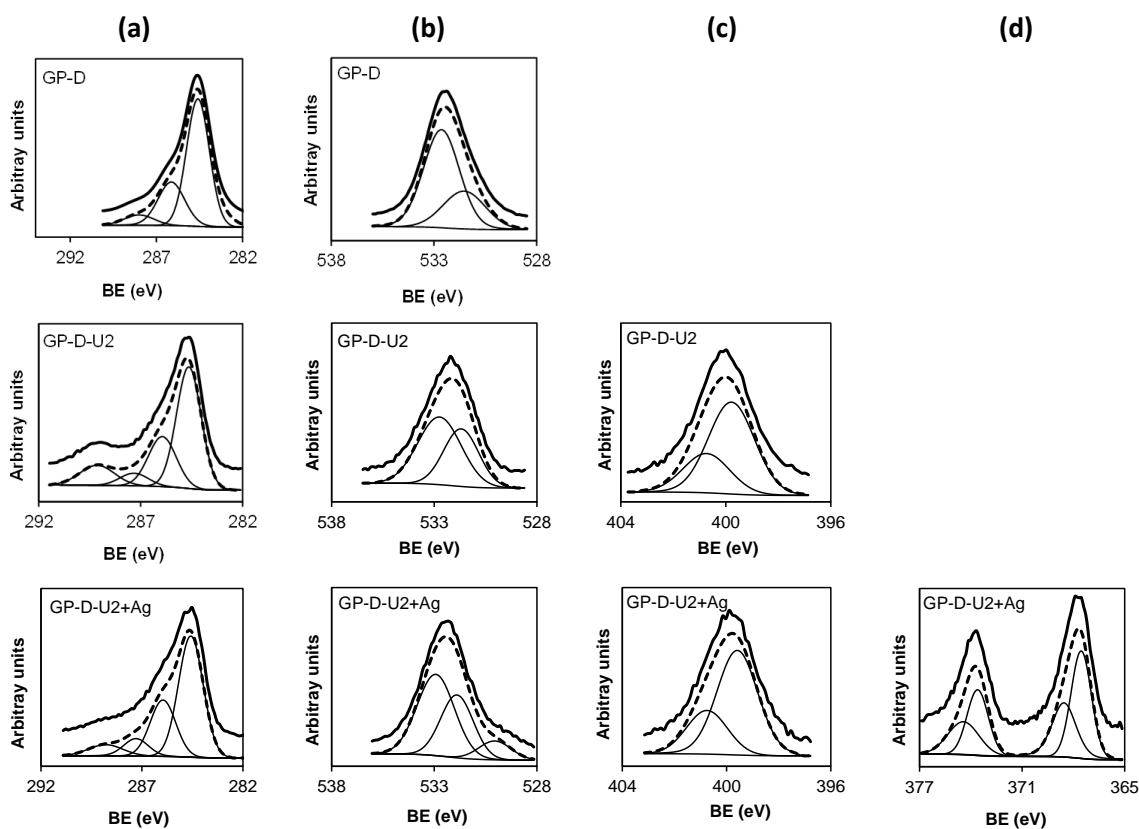 (a) (b) (c) (d)
GP-D
Arbitray units
292 287 282
BE (eV)
GP-D
Arbitray units
538 533 528
BE (eV)
GP-D-U2
Arbitray units
292 287 282
BE (eV)
GP-D-U2
Arbitray units
538 533 528
BE (eV)
GP-D-U2
Arbitray units
404 400 396
BE (eV)
GP-D-U2+Ag
Arbitray units
292 287 282
BE (eV)
GP-D-U2+Ag
Arbitray units
538 533 528
BE (eV)
GP-D-U2+Ag
Arbitray units
404 400 396
BE (eV)
GP-D-U2+Ag
Arbitray units
377 371 365
BE (eV)